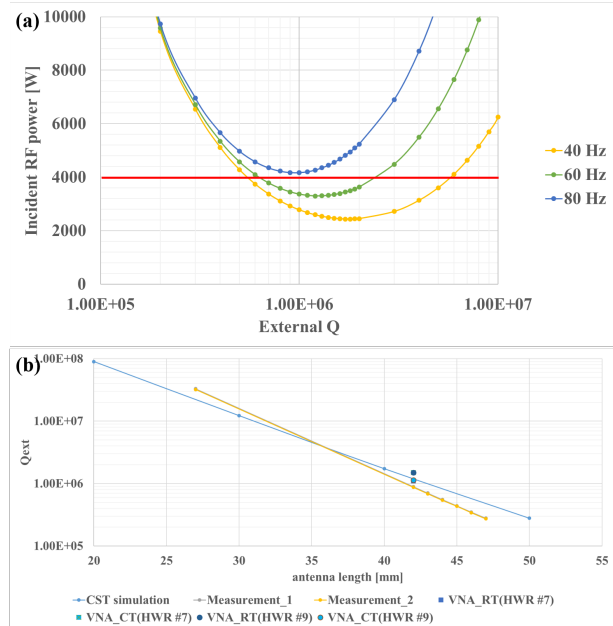 (a)
Incident RF power [W]
10000
8000
6000
4000
2000
0
1.00E+05
1.00E+06
1.00E+07
External Q
40 Hz
60 Hz
80 Hz
(b)
Qext
1.00E+08
1.00E+07
1.00E+06
1.00E+05
20
25
30
35
40
45
50
55
antenna length [mm]
CST simulation
Measurement_1
Measurement_2
VNA_RT(HWR #7)
VNA_CT(HWR #7)
VNA_RT(HWR #9)
VNA_CT(HWR #9)